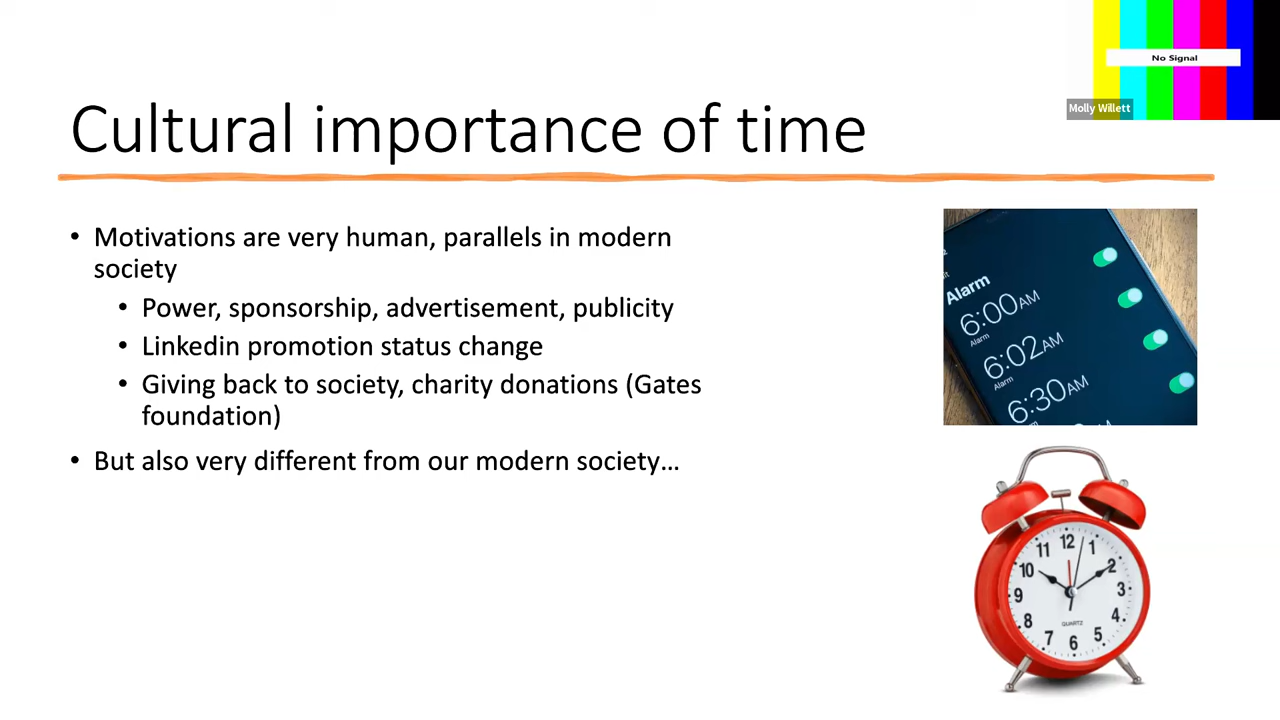 No Signal
Molly Willett
Cultural importance of time
• Motivations are very human, parallels in modern
society
• Power, sponsorship, advertisement, publicity
• Linkedin promotion status change
• Giving back to society, charity donations (Gates
foundation)
• But also very different from our modern society…
Alarm
6:00AM
Alarm
6:02AM
Alarm
6:30AM
12
1
2
3
4
5
6
7
8
9
10
11
QUARTZ